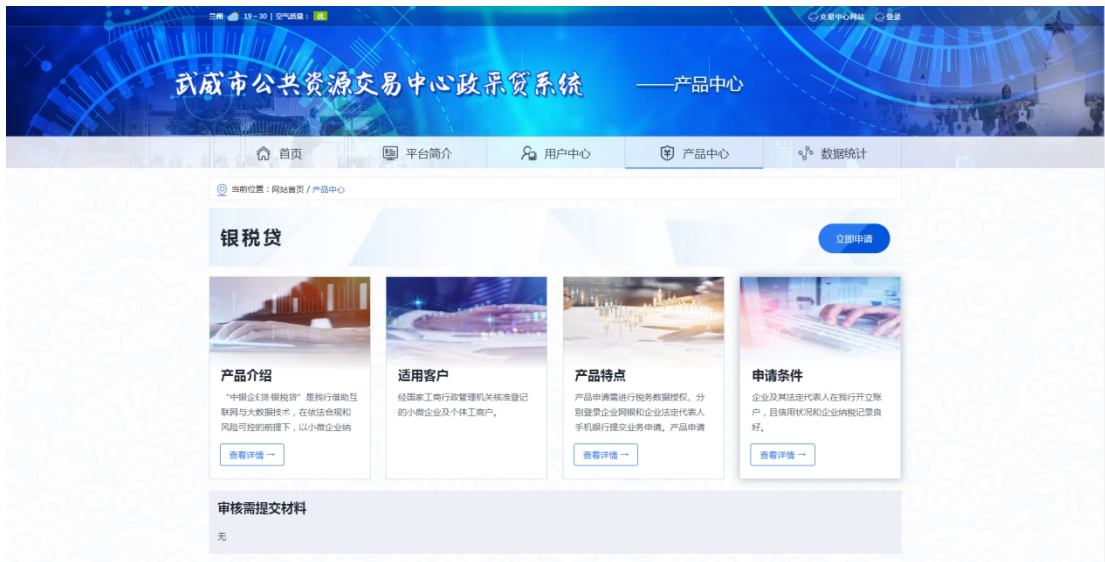 兰州 19~30 | 空气质量： 优
交易中心网站 登录
武威市公共资源交易中心政采贷系统 ——产品中心
首页 平台简介 用户中心 产品中心 数据统计
当前位置：网站首页 / 产品中心
银税贷
立即申请
产品介绍
“中银企E贷·银税贷”是我行借助互
联网与大数据技术，在依法合规和
风险可控的前提下，以小微企业纳
查看详情→
适用客户
经国家工商行政管理机关核准登记
的小微企业及个体工商户。
产品特点
产品申请需进行税务数据授权、分
别登录企业网银和企业法定代表人
手机银行提交业务申请。产品申请
查看详情→
申请条件
企业及其法定代表人在我行开立账
户，且信用状况和企业纳税记录良
好。
查看详情→
审核需提交材料
无